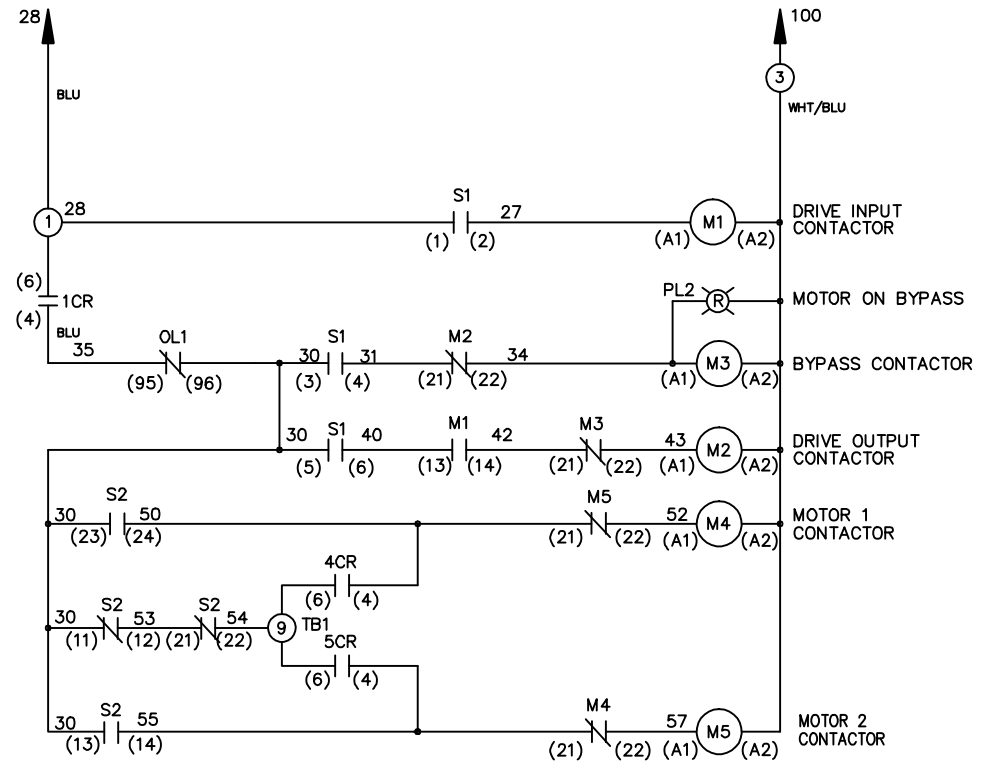 28
100
3
BLU
WHT/BLU
1
28
S1
27
(1) (2)
M1
(A1) (A2)
DRIVE INPUT
CONTACTOR
(6)
1CR
(4)
PL2
R
MOTOR ON BYPASS
BLU
35
OL1
(95) (96)
30
S1
31
(3) (4)
M2
(21) (22)
34
M3
(A1) (A2)
BYPASS CONTACTOR
30
S1
40
(5) (6)
M1
(13) (14)
42
M3
(21) (22)
43
M2
(A1) (A2)
DRIVE OUTPUT
CONTACTOR
30
S2
50
(23) (24)
M5
(21) (22)
52
M4
(A1) (A2)
MOTOR 1
CONTACTOR
4CR
(6) (4)
30
S2
53
(11) (12)
S2
54
(21) (22)
9
TB1
5CR
(6) (4)
30
S2
55
(13) (14)
M4
(21) (22)
57
M5
(A1) (A2)
MOTOR 2
CONTACTOR